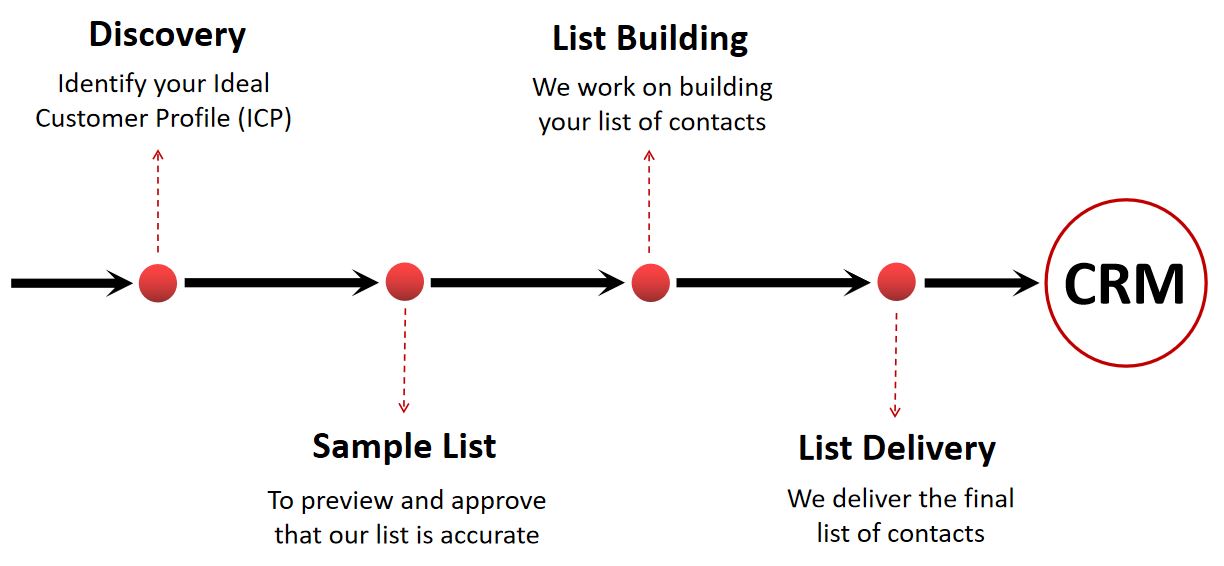 Discovery
Identify your Ideal
Customer Profile (ICP)
Sample List
To preview and approve
that our list is accurate
List Building
We work on building
your list of contacts
List Delivery
We deliver the final
list of contacts
CRM